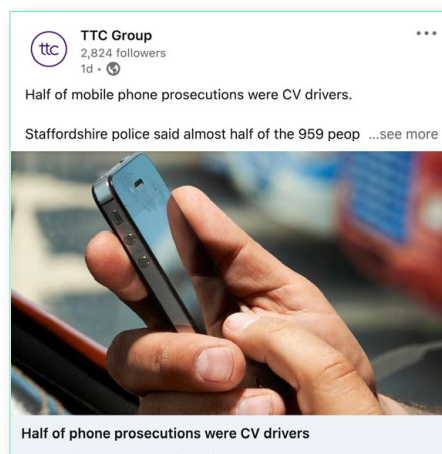 ttc
TTC Group
2,824 followers
1d •
Half of mobile phone prosecutions were CV drivers.
Staffordshire police said almost half of the 959 peop ...see more
Half of phone prosecutions were CV drivers